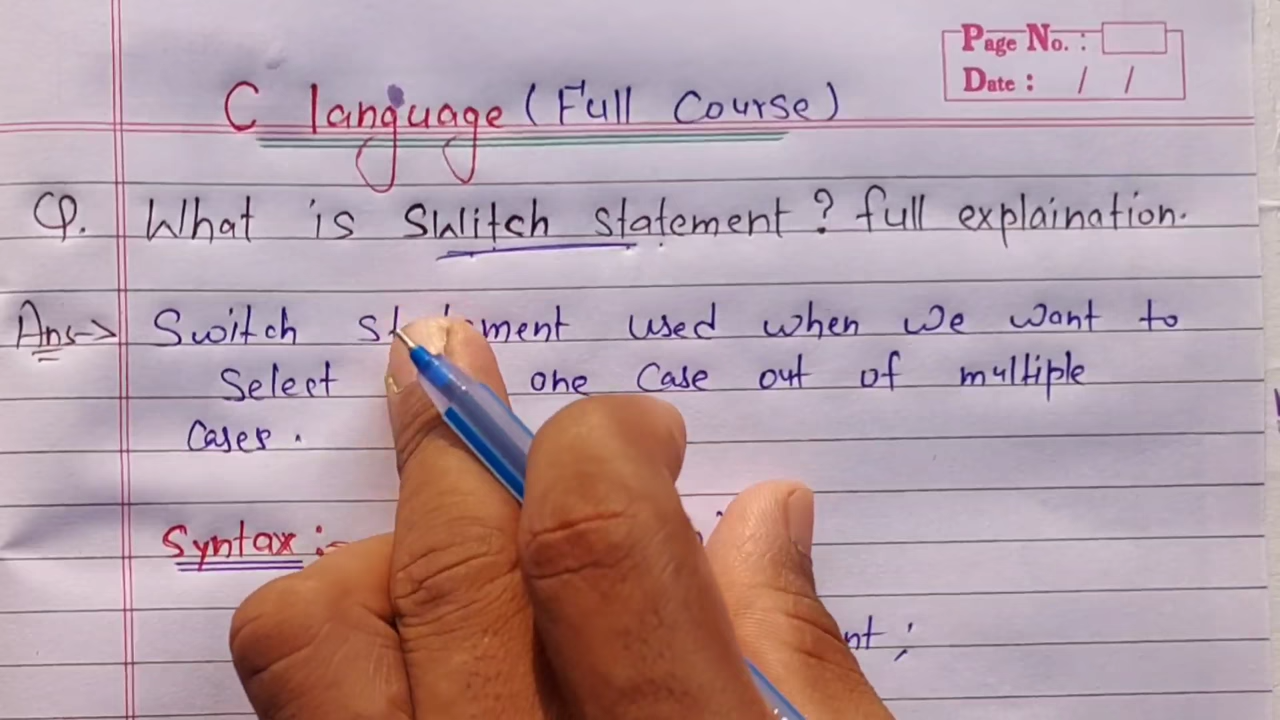 Page No. :
Date : / /
C language (Full Course)
Q. What is Switch statement? full explaination.
Ans-> Switch statement used when we want to
Select one Case out of multiple
Cases.
Syntax :-
nt ;